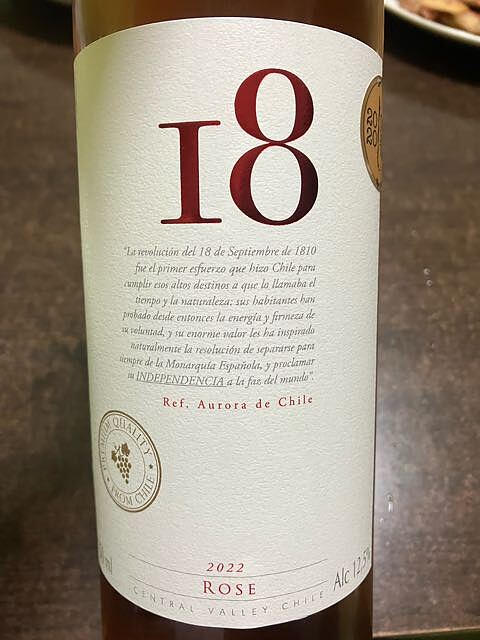 18
"La revolución del 18 de Septiembre de 1810
fue el primer esfuerzo que hizo Chile para
cumplir esos altos destinos a que lo llamaba el
tiempo y la naturaleza; sus habitantes han
probado desde entonces la energía y firmeza de
su voluntad, y su enorme valor les ha inspirado
naturalmente la resolución de separarse para
siempre de la Monarquía Española, y proclamar
su INDEPENDENCIA a la faz del mundo".
Ref. Aurora de Chile
PREMIUM QUALITY
FROM CHILE
2022
ROSE
CENTRAL VALLEY CHILE
ml
Alc 12.5%